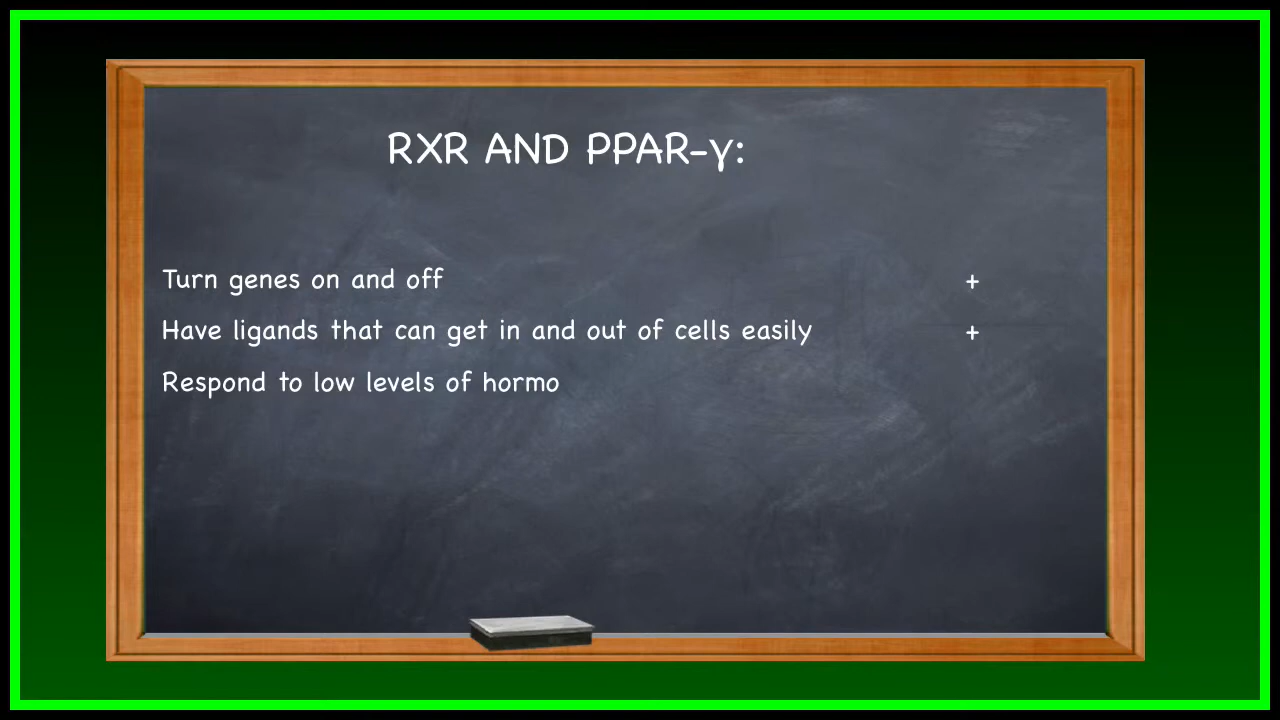 RXR AND PPAR-γ:
Turn genes on and off +
Have ligands that can get in and out of cells easily +
Respond to low levels of hormo